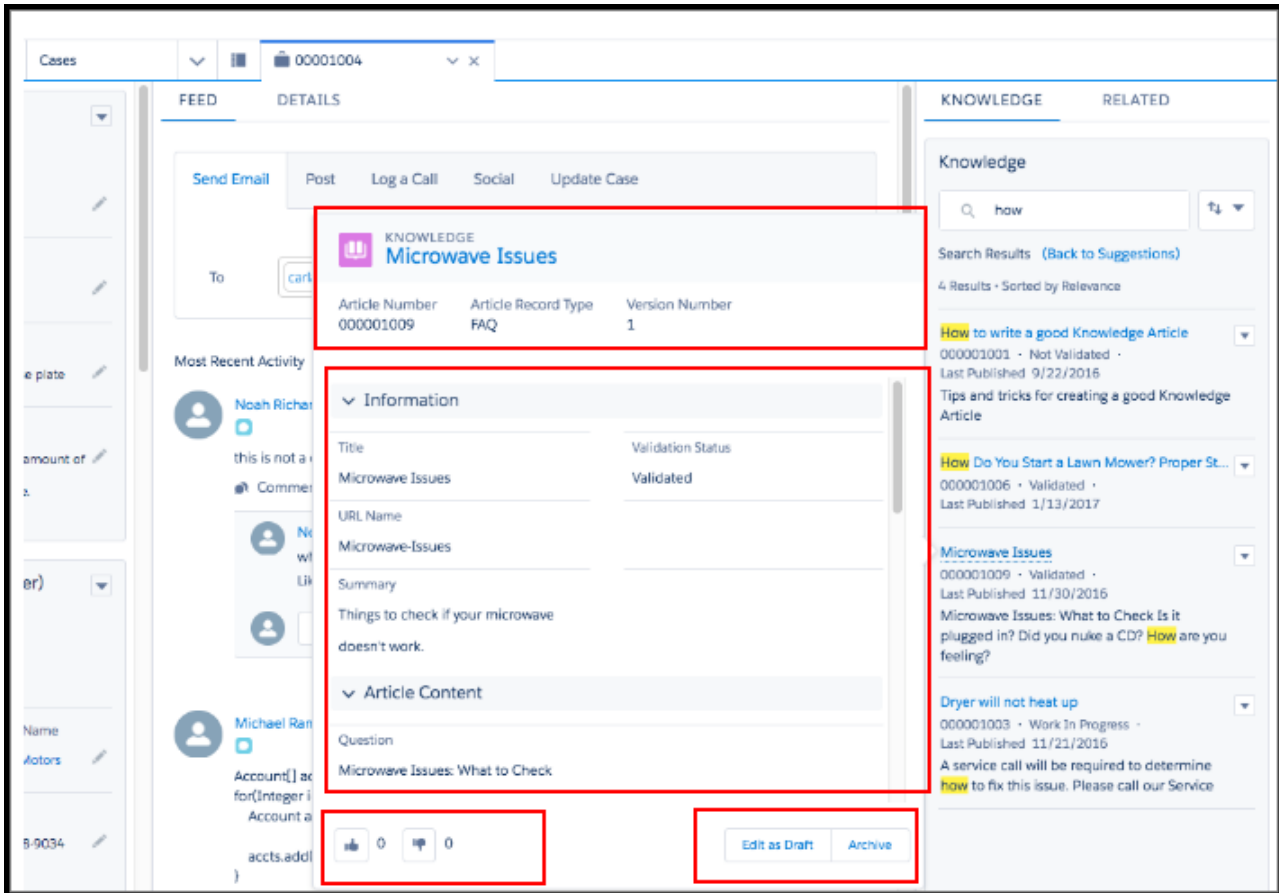 Cases
00001004
FEED
DETAILS
Send Email
Post
Log a Call
Social
Update Case
To
Most Recent Activity
Noah Richar
this is not a
Commer
Lik
e plate
amount of
er)
Name
Motors
8-9034
Michael Ran
Account[] ac
for(Integer i
Account a
accts.addl
}
KNOWLEDGE
Microwave Issues
Article Number
000001009
Article Record Type
FAQ
Version Number
1
Information
Title
Microwave Issues
Validation Status
Validated
URL Name
Microwave-Issues
Summary
Things to check if your microwave
doesn't work.
Article Content
Question
Microwave Issues: What to Check
0
0
Edit as Draft
Archive
KNOWLEDGE
RELATED
Knowledge
how
Search Results (Back to Suggestions)
4 Results • Sorted by Relevance
How to write a good Knowledge Article
000001001 • Not Validated •
Last Published 9/22/2016
Tips and tricks for creating a good Knowledge
Article
How Do You Start a Lawn Mower? Proper St...
000001006 • Validated •
Last Published 1/13/2017
Microwave Issues
000001009 • Validated •
Last Published 11/30/2016
Microwave Issues: What to Check Is it
plugged in? Did you nuke a CD? How are you
feeling?
Dryer will not heat up
000001003 • Work In Progress •
Last Published 11/21/2016
A service call will be required to determine
how to fix this issue. Please call our Service